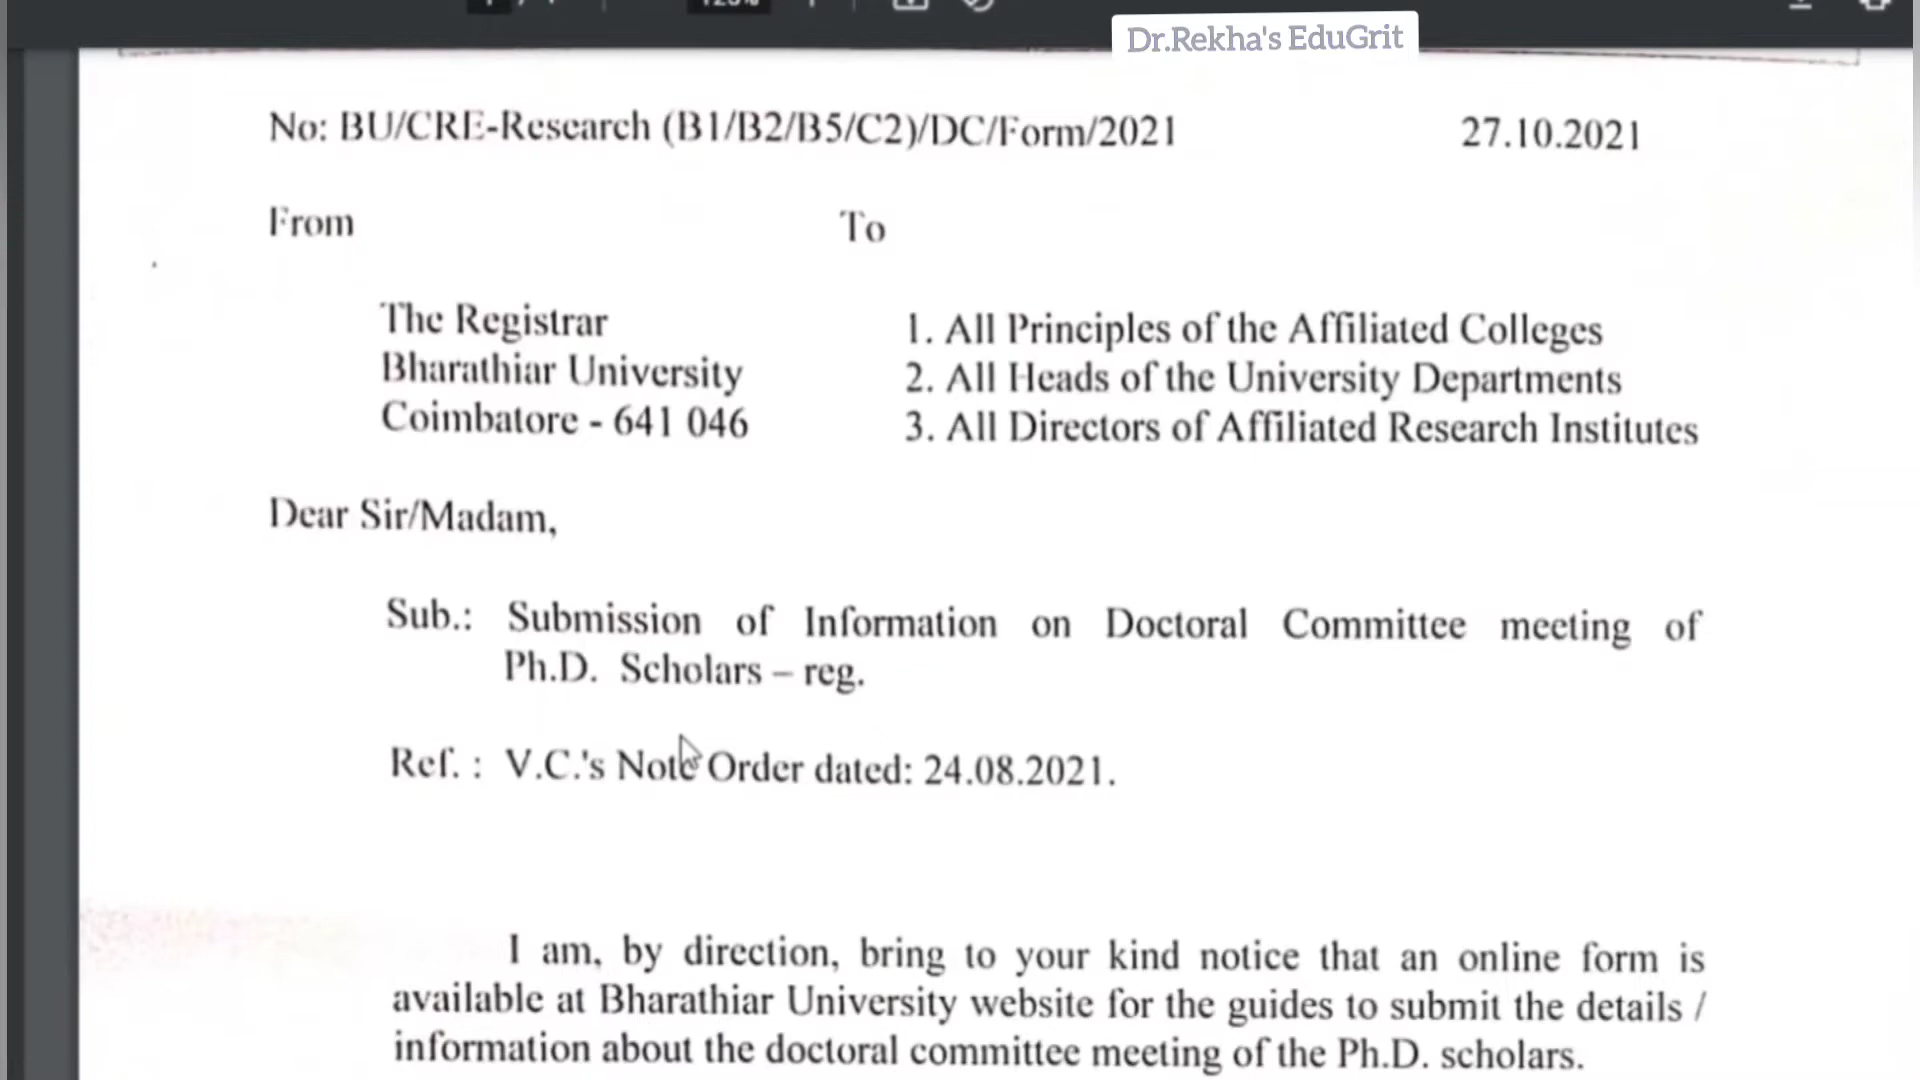 Dr.Rekha's EduGrit
No: BU/CRE-Research (B1/B2/B5/C2)/DC/Form/2021 27.10.2021
From To
The Registrar
Bharathiar University
Coimbatore - 641 046
1. All Principles of the Affiliated Colleges
2. All Heads of the University Departments
3. All Directors of Affiliated Research Institutes
Dear Sir/Madam,
Sub.: Submission of Information on Doctoral Committee meeting of
Ph.D. Scholars – reg.
Ref. : V.C.'s Note Order dated: 24.08.2021.
I am, by direction, bring to your kind notice that an online form is
available at Bharathiar University website for the guides to submit the details /
information about the doctoral committee meeting of the Ph.D. scholars.